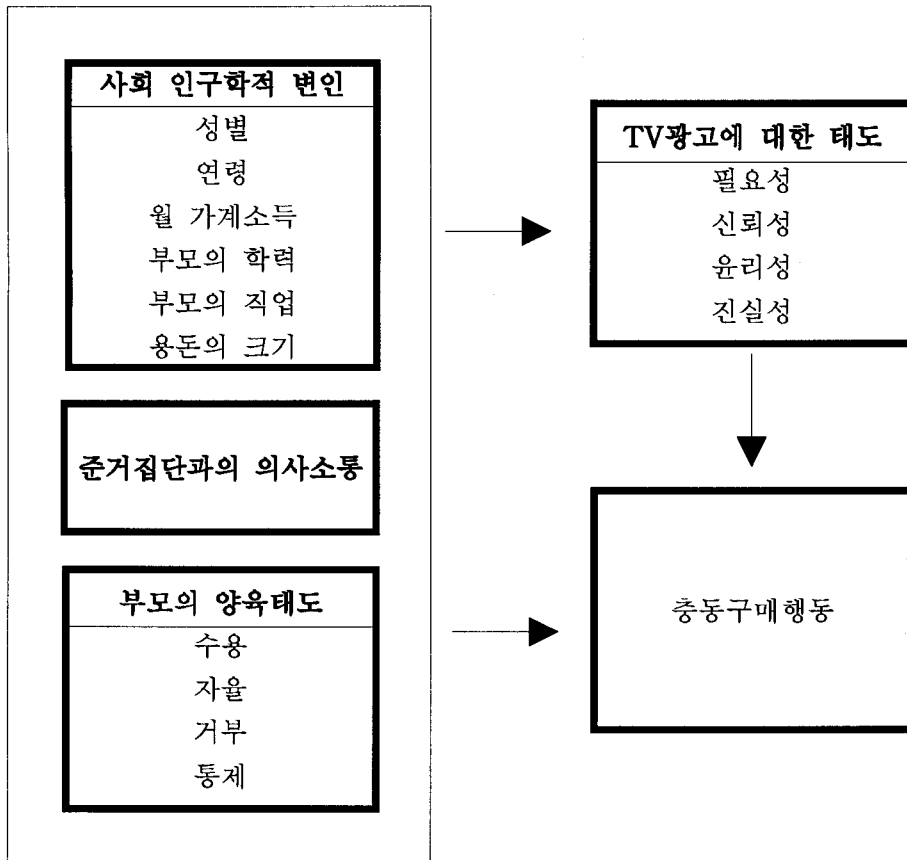 사회 인구학적 변인
성별
연령
월 가계소득
부모의 학력
부모의 직업
용돈의 크기
준거집단과의 의사소통
부모의 양육태도
수용
자율
거부
통제
TV광고에 대한 태도
필요성
신뢰성
윤리성
진실성
충동구매행동